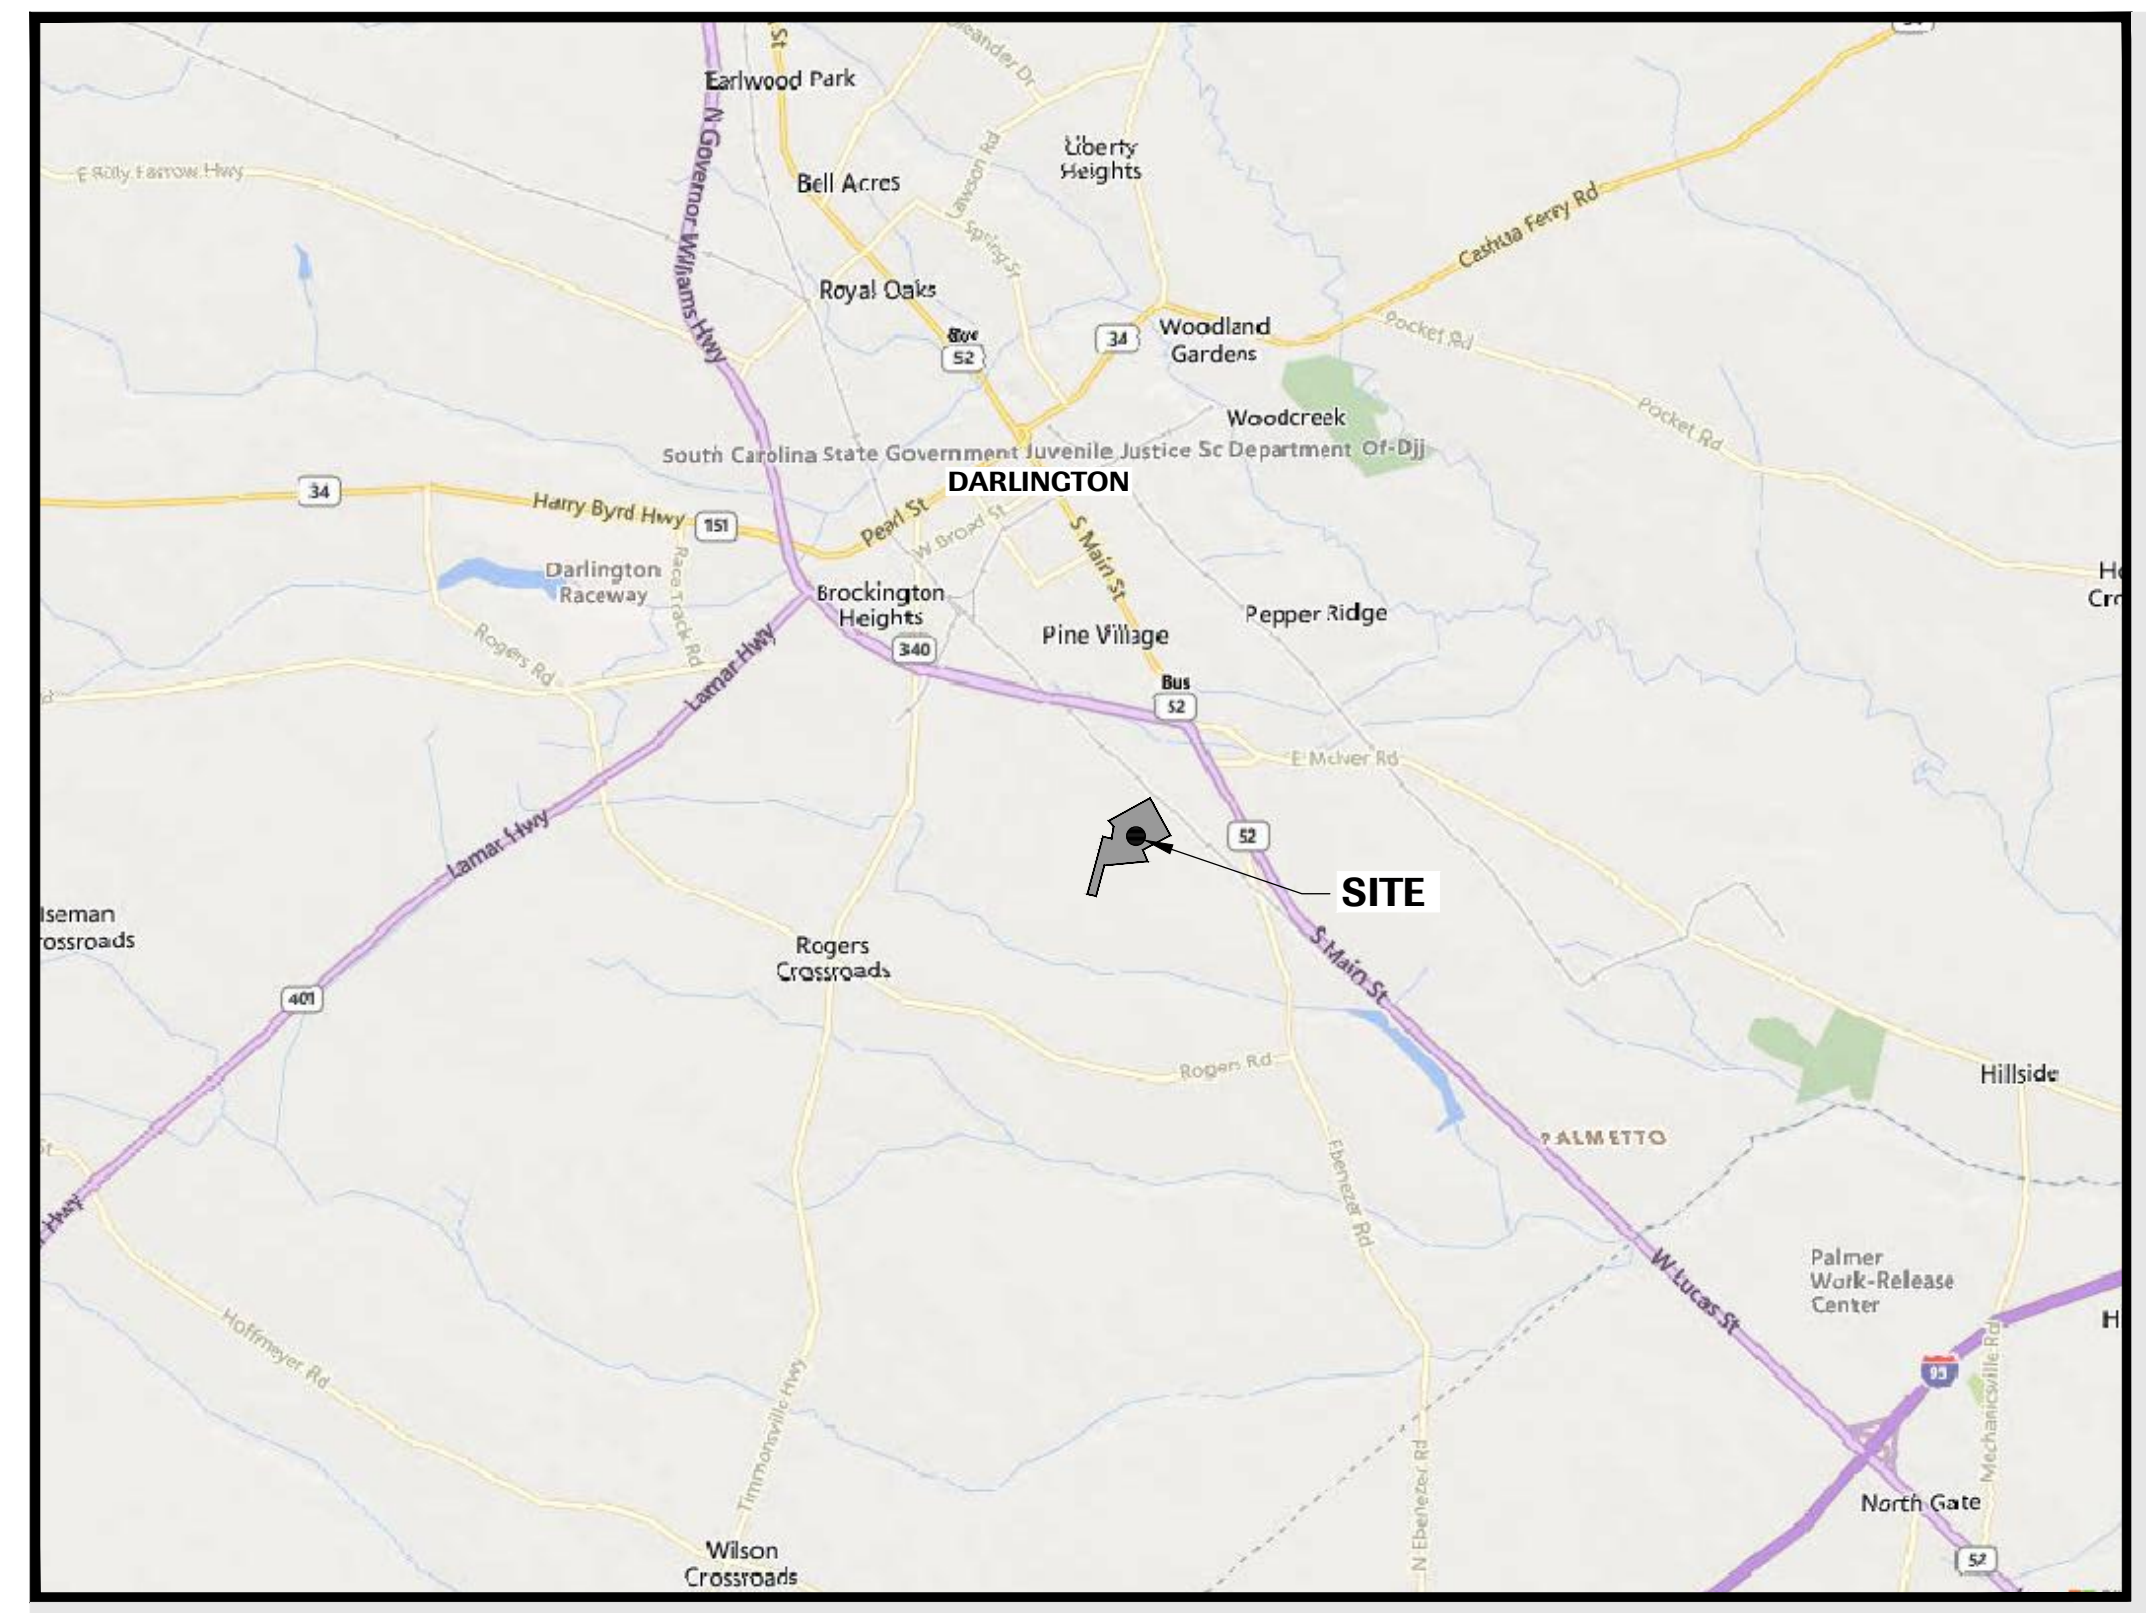 St
Earlwood Park
N Governor Williams Hwy
Liberty
Heights
Lawson Rd
Bell Acres
Cashua Ferry Rd
Spring St
Royal Oaks
Bus
52
34
Woodland
Gardens
Pocket Rd
Pocket Rd
Woodcreek
South Carolina State Government Juvenile Justice Sc Department Of-Djj
DARLINGTON
34
Harry Byrd Hwy
151
Pearl St
W Broad St
S Main St
Darlington
Raceway
Race Track Rd
Brockington
Heights
340
Pine Village
Pepper Ridge
Rogers Rd
Lamar Hwy
Bus
52
E McIver Rd
Lamar Hwy
52
SITE
Iseman
ossroads
Rogers
Crossroads
S Main St
401
Rogers Rd
Hillside
PALMETTO
St
Ebenezer Rd
Hwy
W Lucas St
Palmer
Work-Release
Center
H
Hoffmeyer Rd
95
Mechanicsville Rd
Timmonsville Hwy
N Ebenezer Rd
North Gate
Wilson
Crossroads
52